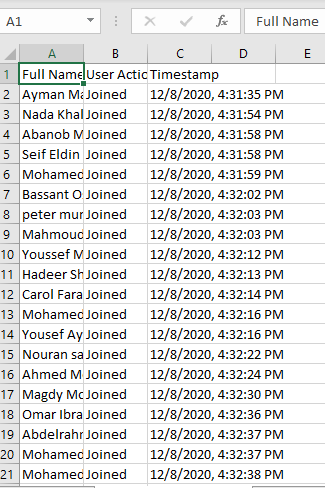 A1 Full Name
A B C D E
1 Full Name User Actic Timestamp
2 Ayman Ma Joined 12/8/2020, 4:31:35 PM
3 Nada Khal Joined 12/8/2020, 4:31:54 PM
4 Abanob M Joined 12/8/2020, 4:31:58 PM
5 Seif Eldin Joined 12/8/2020, 4:31:58 PM
6 Mohamed Joined 12/8/2020, 4:31:59 PM
7 Bassant O Joined 12/8/2020, 4:32:02 PM
8 peter mur Joined 12/8/2020, 4:32:03 PM
9 Mahmoud Joined 12/8/2020, 4:32:03 PM
10 Youssef M Joined 12/8/2020, 4:32:12 PM
11 Hadeer Sh Joined 12/8/2020, 4:32:13 PM
12 Carol Fara Joined 12/8/2020, 4:32:14 PM
13 Mohamed Joined 12/8/2020, 4:32:16 PM
14 Yousef Ay Joined 12/8/2020, 4:32:16 PM
15 Nouran sa Joined 12/8/2020, 4:32:22 PM
16 Ahmed Mo Joined 12/8/2020, 4:32:24 PM
17 Magdy Mo Joined 12/8/2020, 4:32:30 PM
18 Omar Ibra Joined 12/8/2020, 4:32:36 PM
19 Abdelrahr Joined 12/8/2020, 4:32:37 PM
20 Mohamed Joined 12/8/2020, 4:32:37 PM
21 Mohamed Joined 12/8/2020, 4:32:38 PM